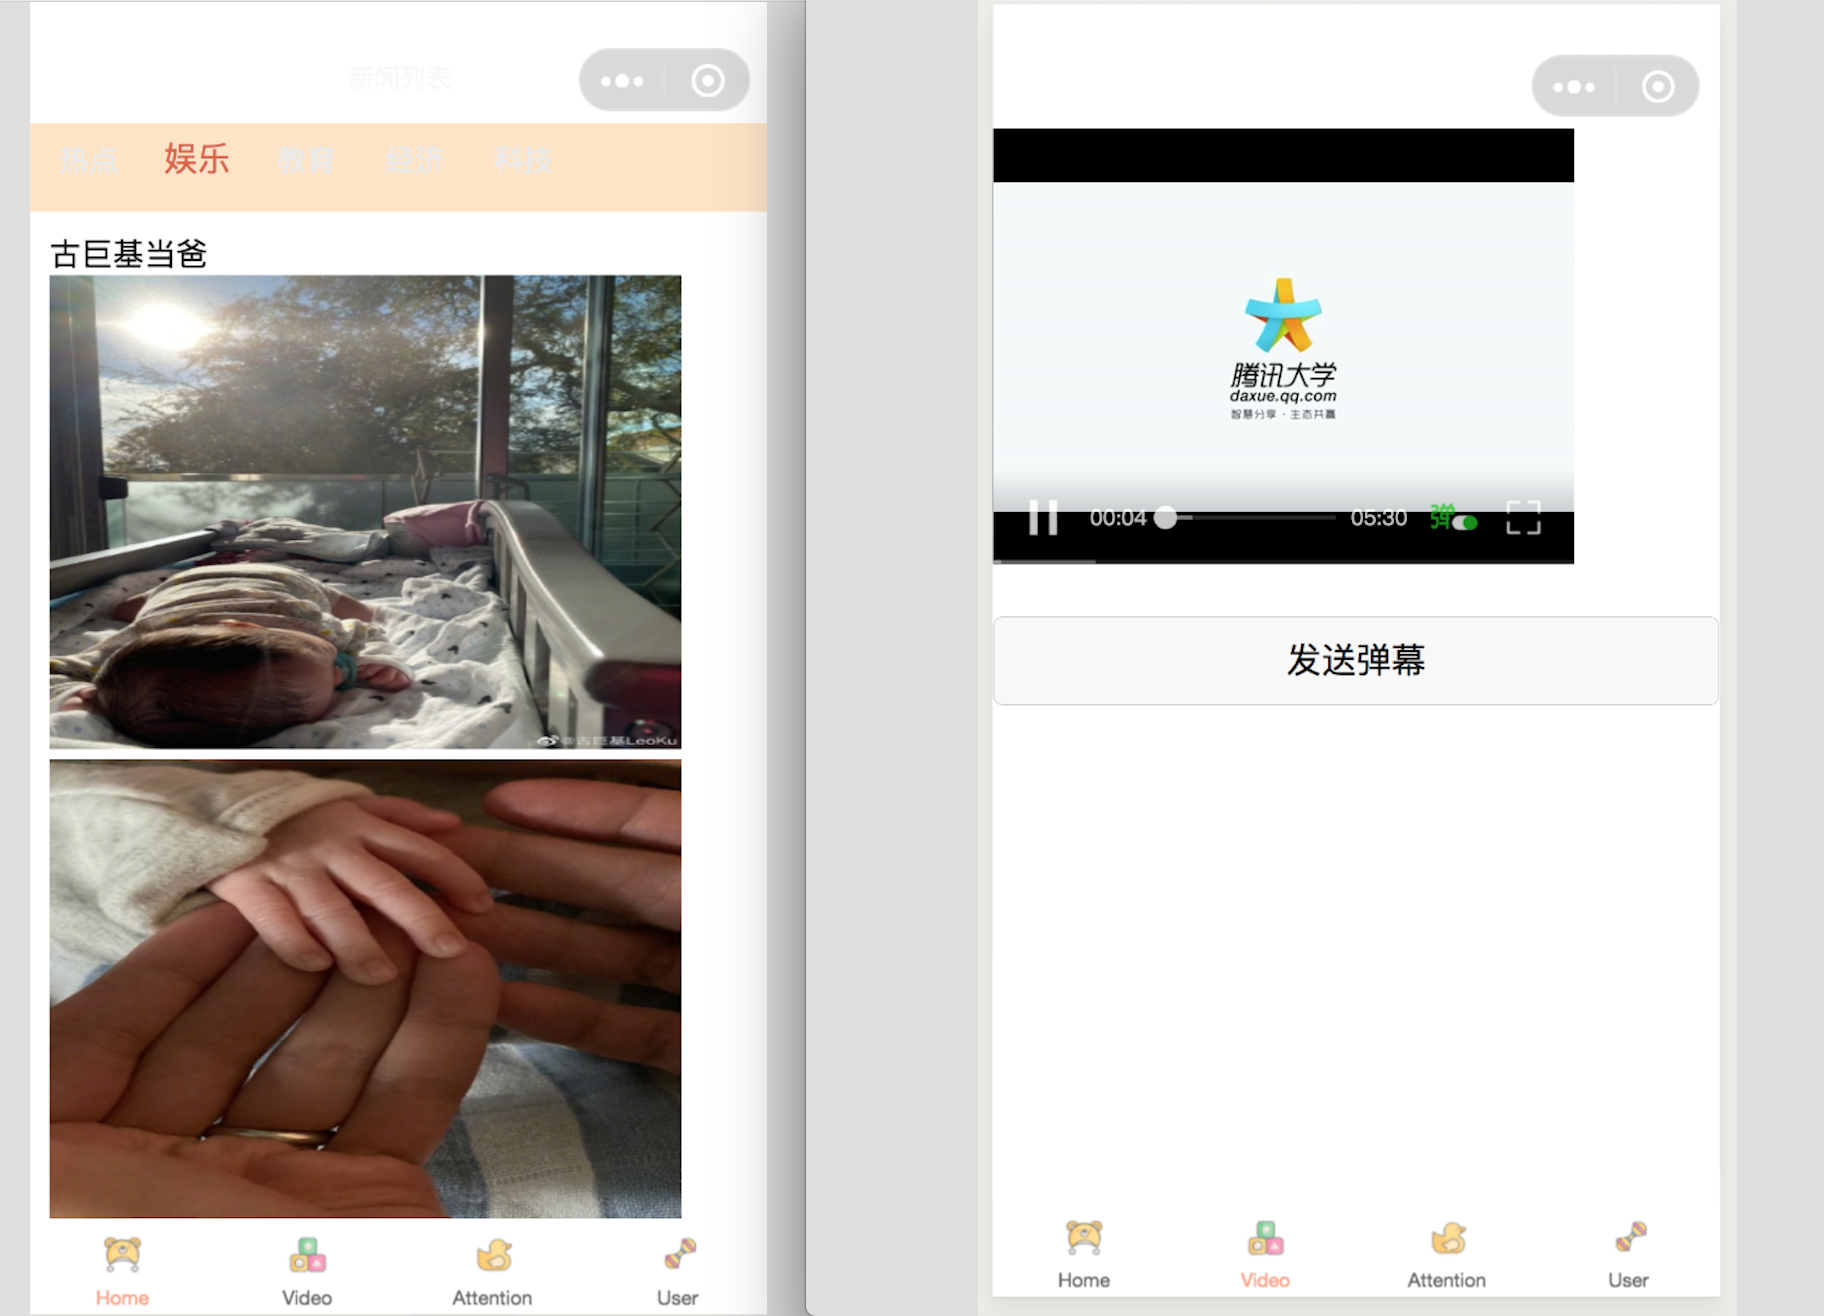 新闻列表
热点 娱乐 教育 经济 科技
古巨基当爸
@古巨基LeoKu
Home Video Attention User
腾讯大学
daxue.qq.com
智慧分享·生态共赢
00:04 05:30 弹
发送弹幕
Home Video Attention User